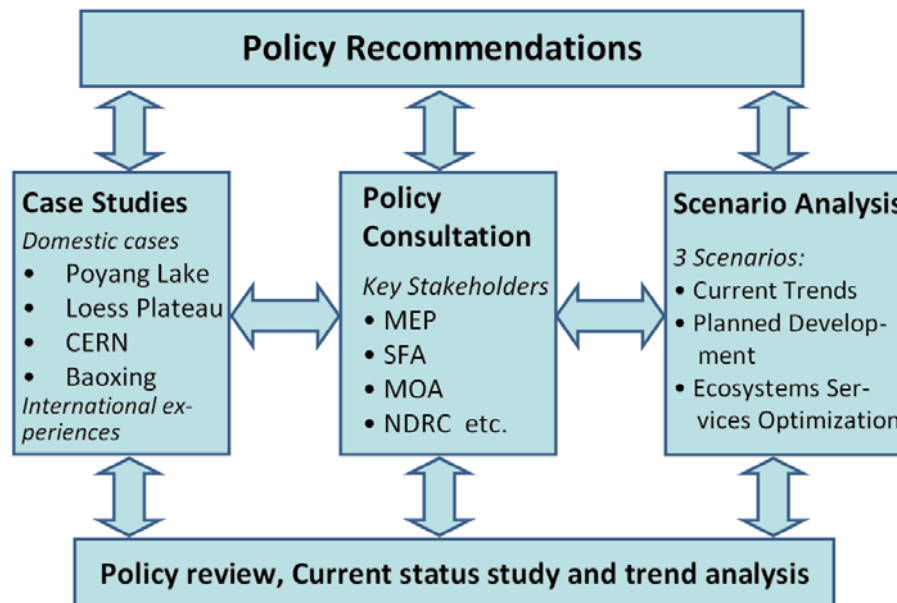 Policy Recommendations
Case Studies
Domestic cases
• Poyang Lake
• Loess Plateau
• CERN
• Baoxing
International ex-
periences
Policy
Consultation
Key Stakeholders
• MEP
• SFA
• MOA
• NDRC etc.
Scenario Analysis
3 Scenarios:
• Current Trends
• Planned Develop-
ment
• Ecosystems Ser-
vices Optimization
Policy review, Current status study and trend analysis